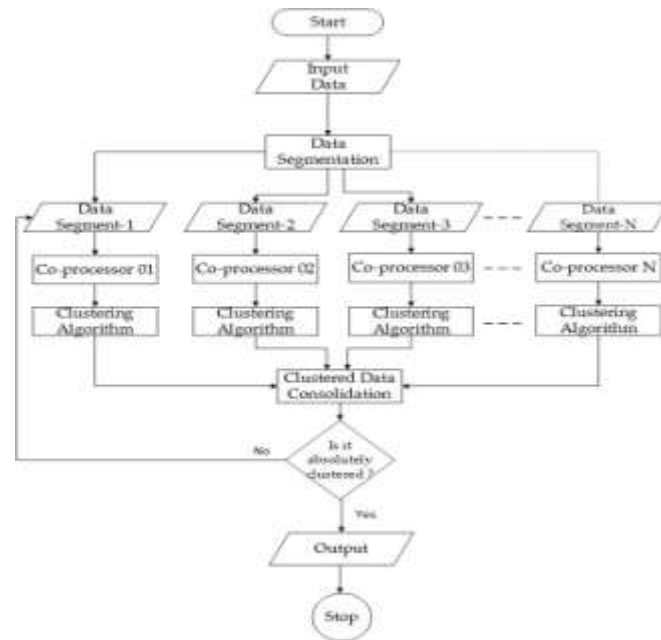 Start
Input
Data
Data
Segmentation
Data
Segment-1
Data
Segment-2
Data
Segment-3
Data
Segment-N
Co-processor 01
Co-processor 02
Co-processor 03
Co-processor N
Clustering
Algorithm
Clustering
Algorithm
Clustering
Algorithm
Clustering
Algorithm
Clustered Data
Consolidation
Is it
absolutely
clustered ?
No
Yes
Output
Stop